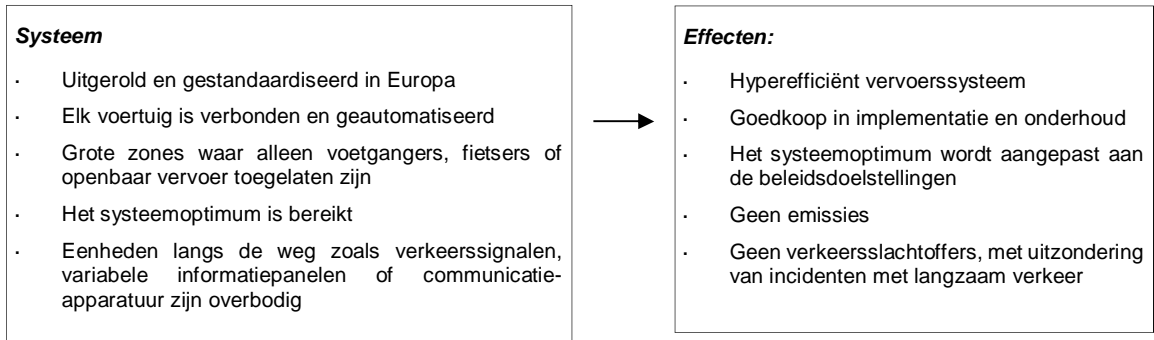 Systeem
· Uitgerold en gestandaardiseerd in Europa
· Elk voertuig is verbonden en geautomatiseerd
· Grote zones waar alleen voetgangers, fietsers of
openbaar vervoer toegelaten zijn
· Het systeemoptimum is bereikt
· Eenheden langs de weg zoals verkeerssignalen,
variabele informatiepanelen of communicatie-
apparatuur zijn overbodig
Effecten:
· Hyperefficiënt vervoerssysteem
· Goedkoop in implementatie en onderhoud
· Het systeemoptimum wordt aangepast aan
de beleidsdoelstellingen
· Geen emissies
· Geen verkeersslachtoffers, met uitzondering
van incidenten met langzaam verkeer